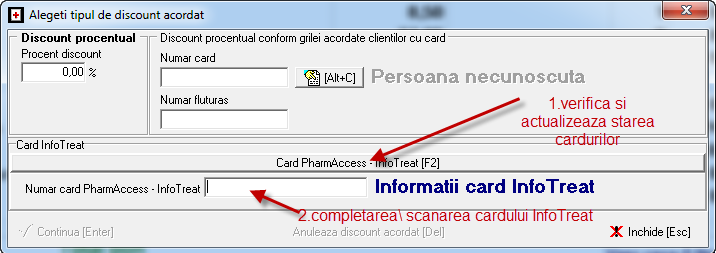 Alegeti tipul de discount acordat
Discount procentual
Procent discount
0,00 %
Discount procentual conform grilei acordate clientilor cu card
Numar card
[Alt+C]
Persoana necunoscuta
Numar fluturas
1.verifica si
actualizeaza starea
cardurilor
Card InfoTreat
Card PharmAccess - InfoTreat [F2]
Numar card PharmAccess - InfoTreat
Informatii card InfoTreat
2.completarea\ scanarea cardului InfoTreat
Continua [Enter]
Anuleaza discount acordat [Del]
Inchide [Esc]